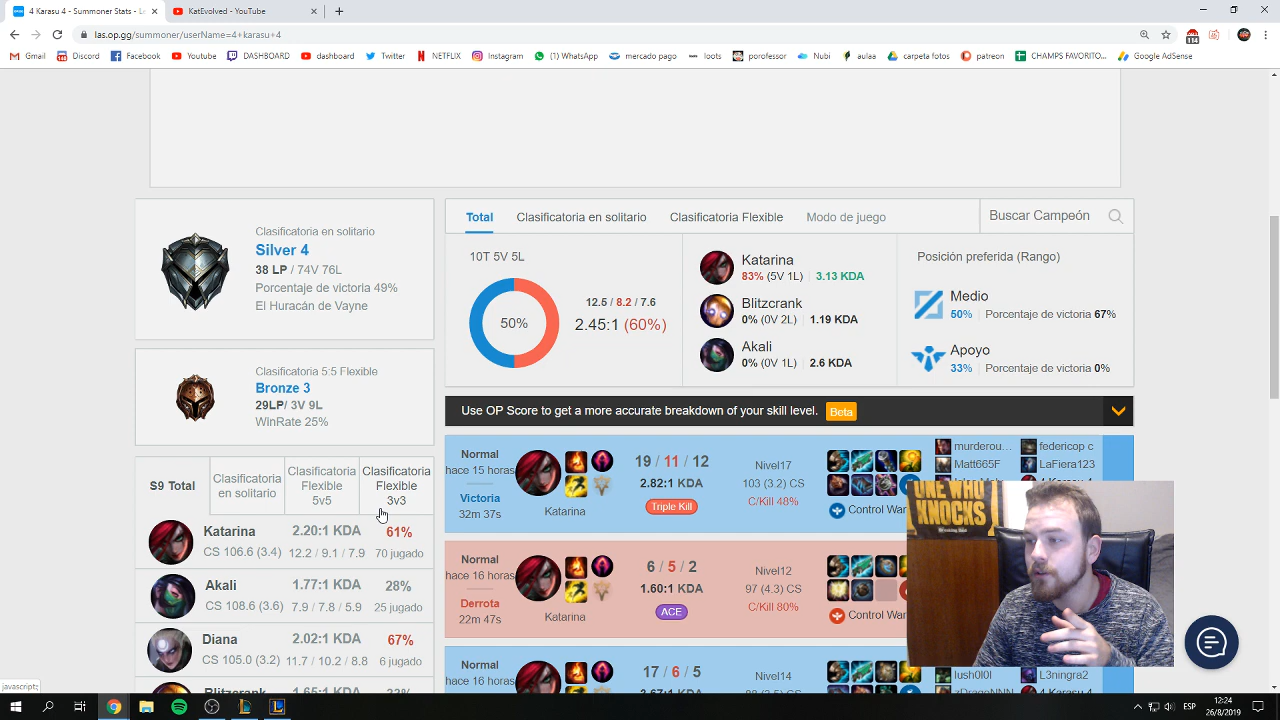 4 Karasu 4 - Summoner Stats - Le
KatEvolved - YouTube
las.op.gg/summoner/userName=4+karasu+4
114
Gmail
Discord
Facebook
Youtube
DASHBOARD
dashboard
Twitter
NETFLIX
Instagram
(1) WhatsApp
mercado pago
loots
porofessor
Nubi
aulaa
carpeta fotos
patreon
CHAMPS FAVORITO...
Google AdSense
Clasificatoria en solitario
Silver 4
38 LP / 74V 76L
Porcentaje de victoria 49%
El Huracán de Vayne
Clasificatoria 5:5 Flexible
Bronze 3
29LP/ 3V 9L
WinRate 25%
S9 Total
Clasificatoria
en solitario
Clasificatoria
Flexible
5v5
Clasificatoria
Flexible
3v3
Katarina
CS 106.6 (3.4)
2.20:1 KDA
12.2 / 9.1 / 7.9
61%
70 jugado
Akali
CS 108.6 (3.6)
1.77:1 KDA
7.9 / 7.8 / 5.9
28%
25 jugado
Diana
CS 105.0 (3.2)
2.02:1 KDA
11.7 / 10.2 / 8.8
67%
6 jugado
Blitzcrank
1.65:1 KDA
Total
Clasificatoria en solitario
Clasificatoria Flexible
Modo de juego
Buscar Campeón
10T 5V 5L
50%
12.5 / 8.2 / 7.6
2.45:1 (60%)
Katarina
83% (5V 1L) 3.13 KDA
Blitzcrank
0% (0V 2L) 1.19 KDA
Akali
0% (0V 1L) 2.6 KDA
Posición preferida (Rango)
Medio
50% Porcentaje de victoria 67%
Apoyo
33% Porcentaje de victoria 0%
Use OP Score to get a more accurate breakdown of your skill level. Beta
Normal
hace 15 horas
Victoria
32m 37s
Katarina
19 / 11 / 12
2.82:1 KDA
Triple Kill
Nivel17
103 (3.2) CS
C/Kill 48%
Control War
murderou...
Matt665F
federicop c
LaFiera123
Normal
hace 16 horas
Derrota
22m 47s
Katarina
6 / 5 / 2
1.60:1 KDA
ACE
Nivel12
97 (4.3) CS
C/Kill 80%
Control War
Normal
hace 16 horas
17 / 6 / 5
Nivel14
lush0l0l
L3ningra2
4 Karasu 4
ONE WHO
KNOCKS
javascript;
ESP
12:24
26/8/2019